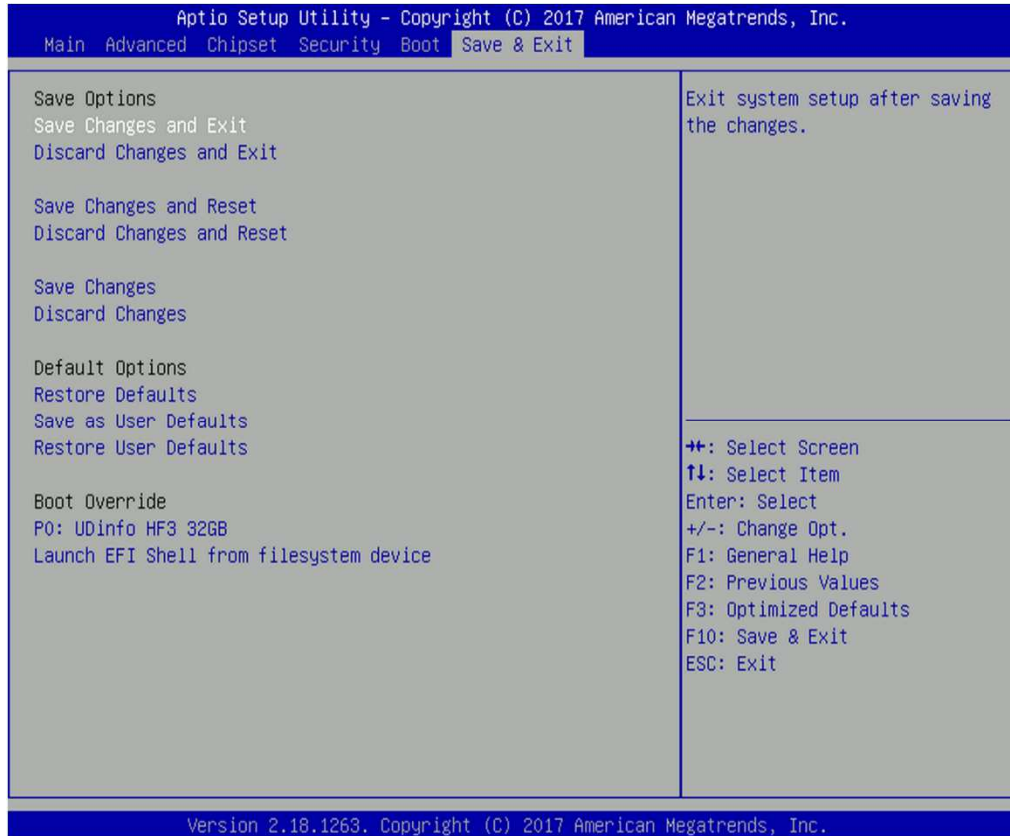 Aptio Setup Utility – Copyright (C) 2017 American Megatrends, Inc.
Main Advanced Chipset Security Boot Save & Exit
Save Options
Save Changes and Exit
Discard Changes and Exit
Save Changes and Reset
Discard Changes and Reset
Save Changes
Discard Changes
Default Options
Restore Defaults
Save as User Defaults
Restore User Defaults
Boot Override
P0: UDinfo HF3 32GB
Launch EFI Shell from filesystem device
Exit system setup after saving
the changes.
→←: Select Screen
↑↓: Select Item
Enter: Select
+/-: Change Opt.
F1: General Help
F2: Previous Values
F3: Optimized Defaults
F10: Save & Exit
ESC: Exit
Version 2.18.1263. Copyright (C) 2017 American Megatrends, Inc.